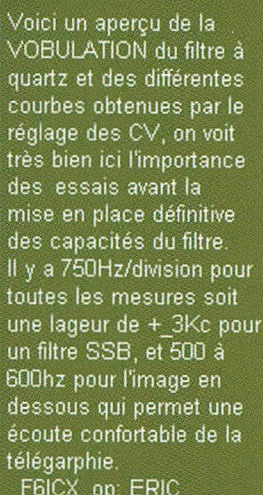 Voici un aperçu de la
VOBULATION du filtre à
quartz et des différentes
courbes obtenues par le
réglage des CV, on voit
très bien ici l'importance
des essais avant la
mise en place définitive
des capacités du filtre.
Il y a 750Hz/division pour
toutes les mesures soit
une lageur de +_3Kc pour
un filtre SSB, et 500 à
600hz pour l'image en
dessous qui permet une
écoute confortable de la
télégarphie.
F6ICX op: ERIC